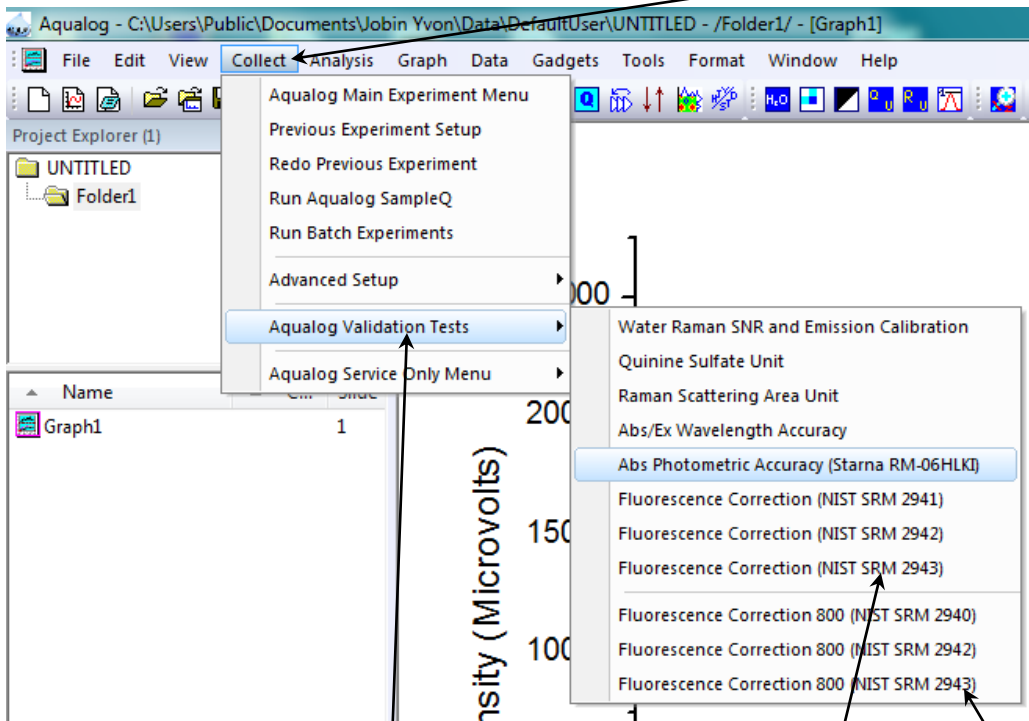 Aqualog - C:\Users\Public\Documents\Jobin Yvon\Data\DefaultUser\UNTITLED - /Folder1/ - [Graph1]
File Edit View Collect Analysis Graph Data Gadgets Tools Format Window Help
Project Explorer (1)
UNTITLED
Folder1
Aqualog Main Experiment Menu
Previous Experiment Setup
Redo Previous Experiment
Run Aqualog SampleQ
Run Batch Experiments
Advanced Setup
Aqualog Validation Tests
Aqualog Service Only Menu
Water Raman SNR and Emission Calibration
Quinine Sulfate Unit
Raman Scattering Area Unit
Abs/Ex Wavelength Accuracy
Abs Photometric Accuracy (Starna RM-06HLKI)
Fluorescence Correction (NIST SRM 2941)
Fluorescence Correction (NIST SRM 2942)
Fluorescence Correction (NIST SRM 2943)
Fluorescence Correction 800 (NIST SRM 2940)
Fluorescence Correction 800 (NIST SRM 2942)
Fluorescence Correction 800 (NIST SRM 2943)
Name
Graph1 1
000
200
150
100
nsity (Microvolts)